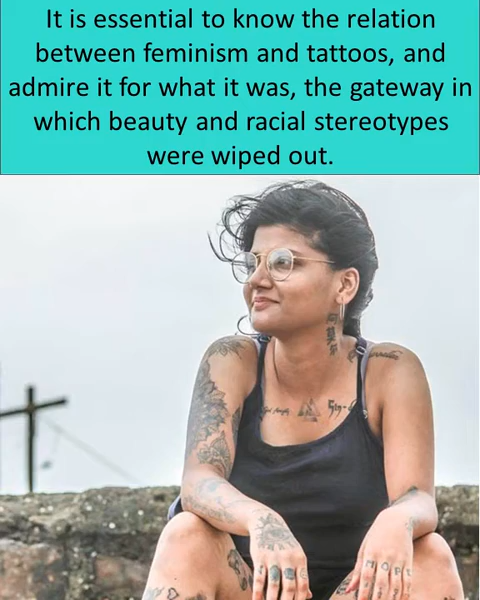 It is essential to know the relation
between feminism and tattoos, and
admire it for what it was, the gateway in
which beauty and racial stereotypes
were wiped out.
HOPE